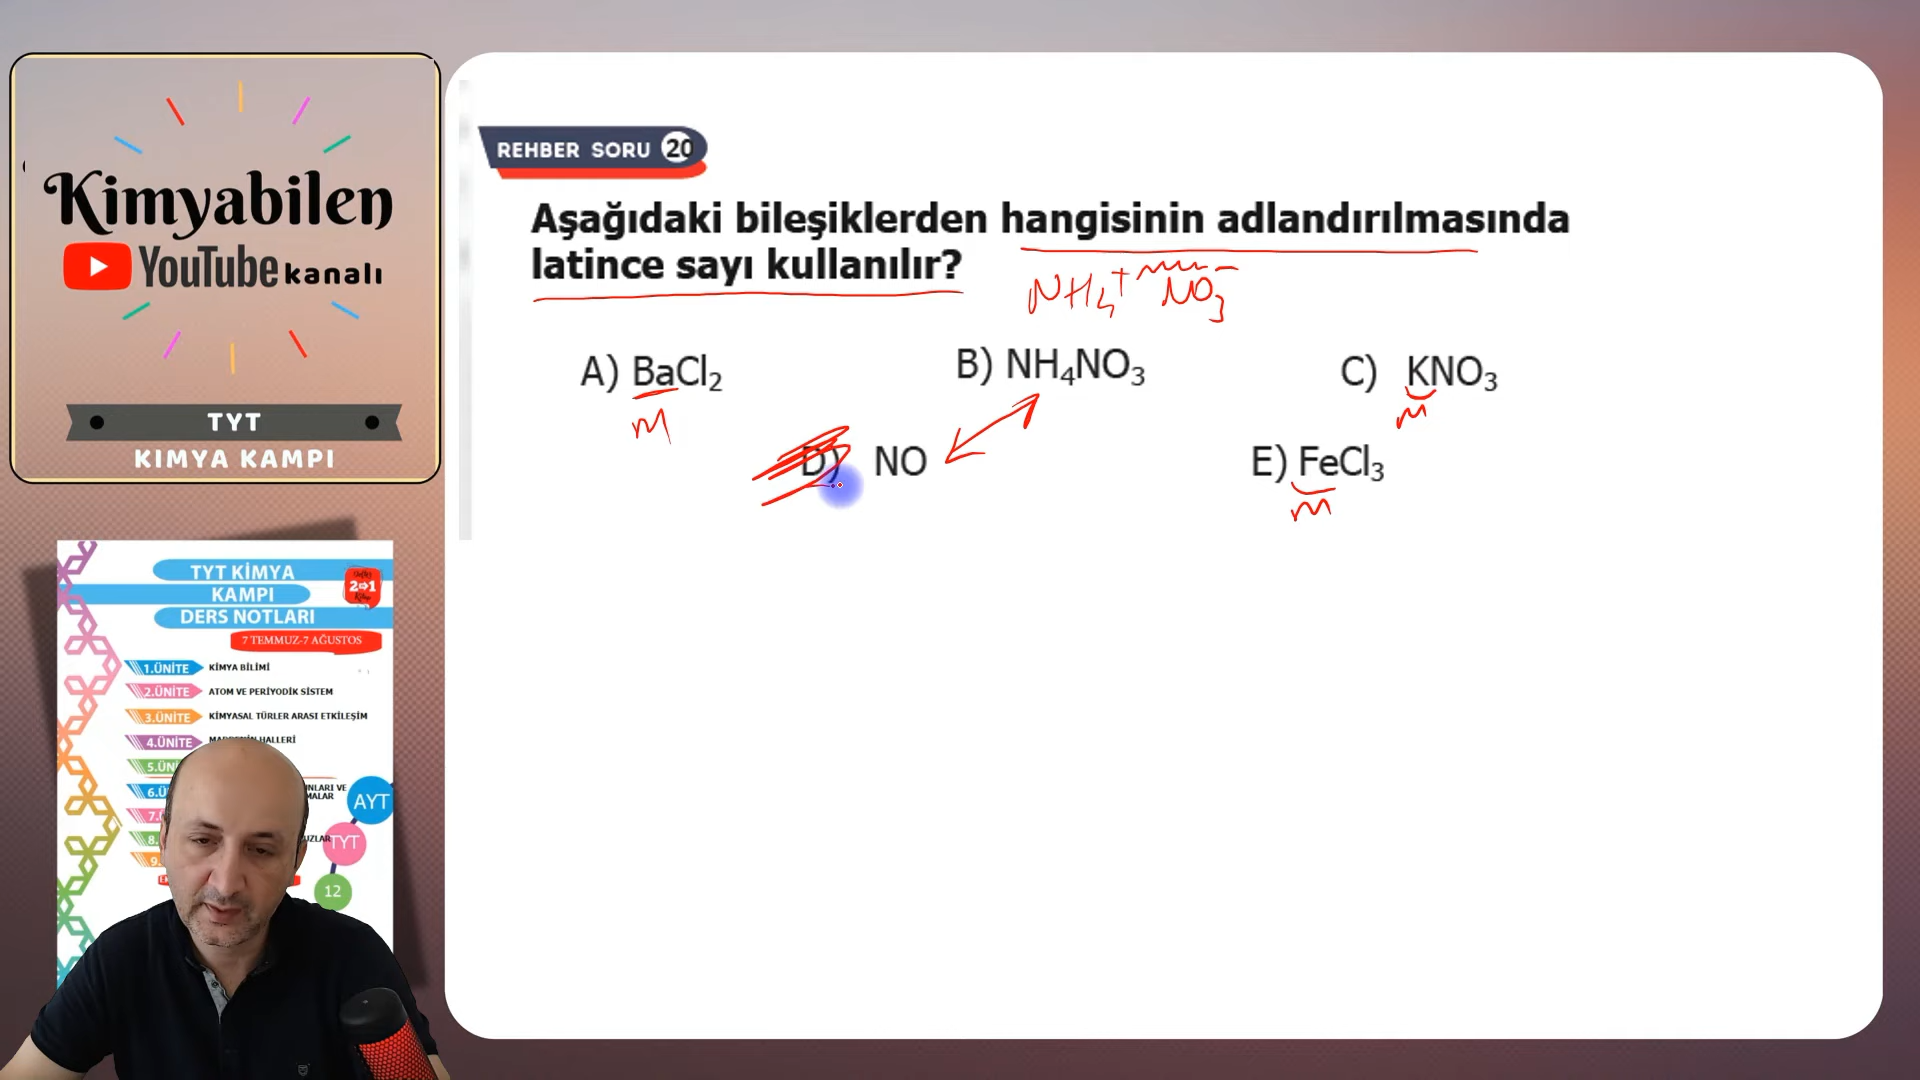 Kimyabilen
YouTube kanalı
TYT
KIMYA KAMPI
TYT KİMYA
KAMPI
DERS NOTLARI
2⇒1
7 TEMMUZ-7 AĞUSTOS
1.ÜNİTE KİMYA BİLİMİ
2.ÜNİTE ATOM VE PERİYODİK SİSTEM
3.ÜNİTE KİMYASAL TÜRLER ARASI ETKİLEŞİM
4.ÜNİTE HALLERİ
AYT
TYT
12
REHBER SORU 20
Aşağıdaki bileşiklerden hangisinin adlandırılmasında
latince sayı kullanılır?
NH₄⁺ NO₃⁻
A) BaCl₂ B) NH₄NO₃ C) KNO₃
M M
D) NO E) FeCl₃
M